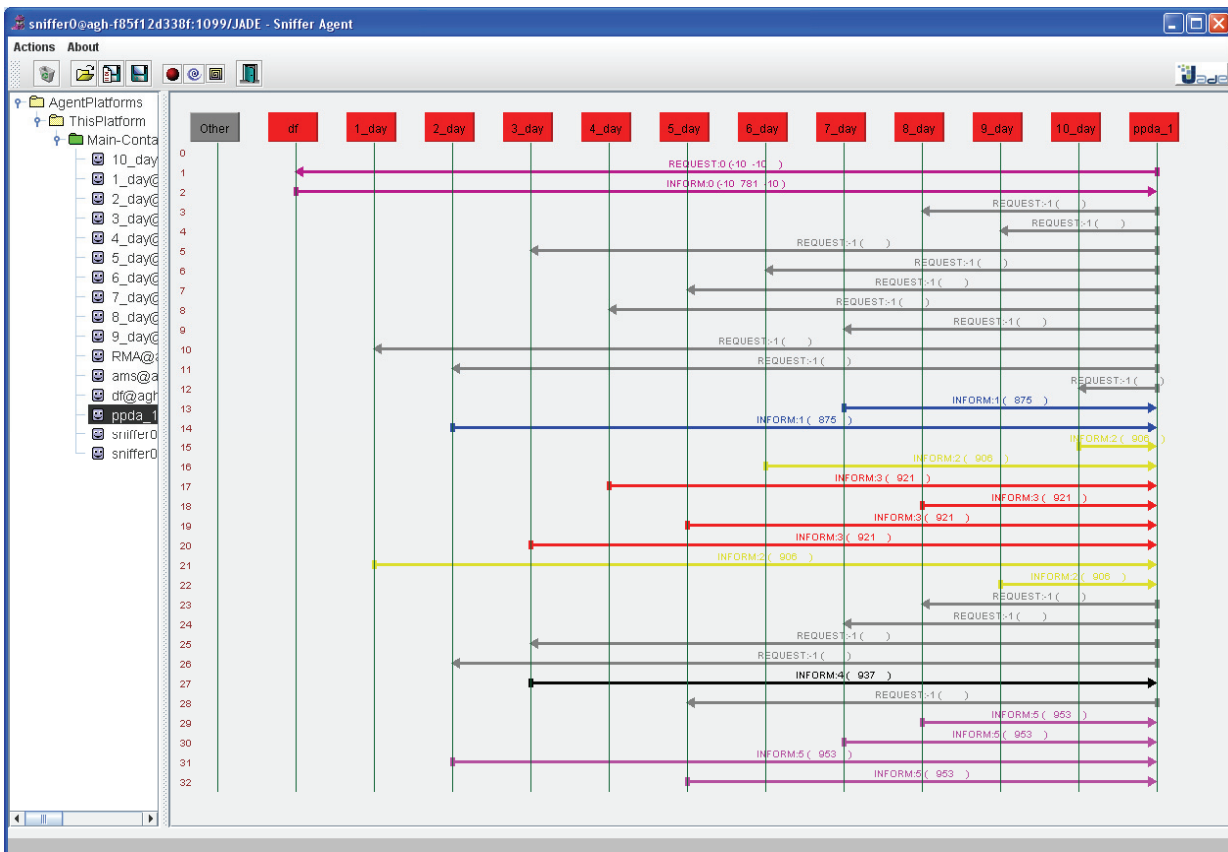 sniffer0@agh-f85f12d338f:1099/JADE - Sniffer Agent
Actions About
Jade
AgentPlatforms
ThisPlatform
Main-Conta
10_day
1_day@
2_day@
3_day@
4_day@
5_day@
6_day@
7_day@
8_day@
9_day@
RMA@a
ams@a
df@agh
ppda_1
sniffer0
sniffer0
Other df 1_day 2_day 3_day 4_day 5_day 6_day 7_day 8_day 9_day 10_day ppda_1
0
1 REQUEST:0 (-10 -10 )
2 INFORM:0 (-10 781 -10 )
3 REQUEST:-1 ( )
4 REQUEST:-1 ( )
5 REQUEST:-1 ( )
6 REQUEST:-1 ( )
7 REQUEST:-1 ( )
8 REQUEST:-1 ( )
9 REQUEST:-1 ( )
10 REQUEST:-1 ( )
11 REQUEST:-1 ( )
12 REQUEST:-1 ( )
13 INFORM:1 ( 875 )
14 INFORM:1 ( 875 )
15 INFORM:2 ( 906 )
16 INFORM:2 ( 906 )
17 INFORM:3 ( 921 )
18 INFORM:3 ( 921 )
19 INFORM:3 ( 921 )
20 INFORM:3 ( 921 )
21 INFORM:2 ( 906 )
22 INFORM:2 ( 906 )
23 REQUEST:-1 ( )
24 REQUEST:-1 ( )
25 REQUEST:-1 ( )
26 REQUEST:-1 ( )
27 INFORM:4 ( 937 )
28 REQUEST:-1 ( )
29 INFORM:5 ( 953 )
30 INFORM:5 ( 953 )
31 INFORM:5 ( 953 )
32 INFORM:5 ( 953 )